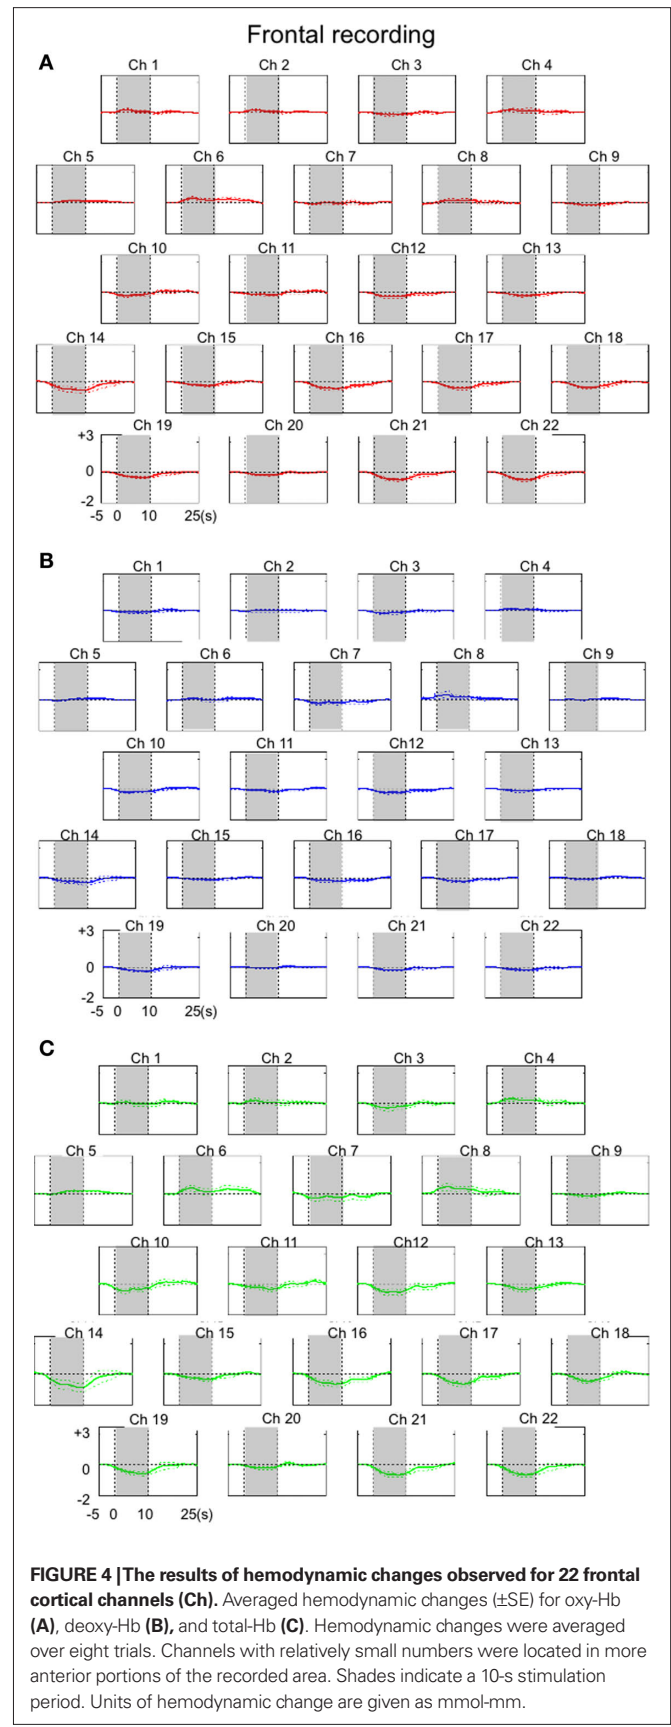 Frontal recording
A
Ch 1 Ch 2 Ch 3 Ch 4
Ch 5 Ch 6 Ch 7 Ch 8 Ch 9
Ch 10 Ch 11 Ch12 Ch 13
Ch 14 Ch 15 Ch 16 Ch 17 Ch 18
Ch 19 Ch 20 Ch 21 Ch 22
+3
0
-2
-5 0 10 25(s)
B
Ch 1 Ch 2 Ch 3 Ch 4
Ch 5 Ch 6 Ch 7 Ch 8 Ch 9
Ch 10 Ch 11 Ch12 Ch 13
Ch 14 Ch 15 Ch 16 Ch 17 Ch 18
Ch 19 Ch 20 Ch 21 Ch 22
+3
0
-2
-5 0 10 25(s)
C
Ch 1 Ch 2 Ch 3 Ch 4
Ch 5 Ch 6 Ch 7 Ch 8 Ch 9
Ch 10 Ch 11 Ch12 Ch 13
Ch 14 Ch 15 Ch 16 Ch 17 Ch 18
Ch 19 Ch 20 Ch 21 Ch 22
+3
0
-2
-5 0 10 25(s)
FIGURE 4 | The results of hemodynamic changes observed for 22 frontal
cortical channels (Ch). Averaged hemodynamic changes (±SE) for oxy-Hb
(A), deoxy-Hb (B), and total-Hb (C). Hemodynamic changes were averaged
over eight trials. Channels with relatively small numbers were located in more
anterior portions of the recorded area. Shades indicate a 10-s stimulation
period. Units of hemodynamic change are given as mmol-mm.